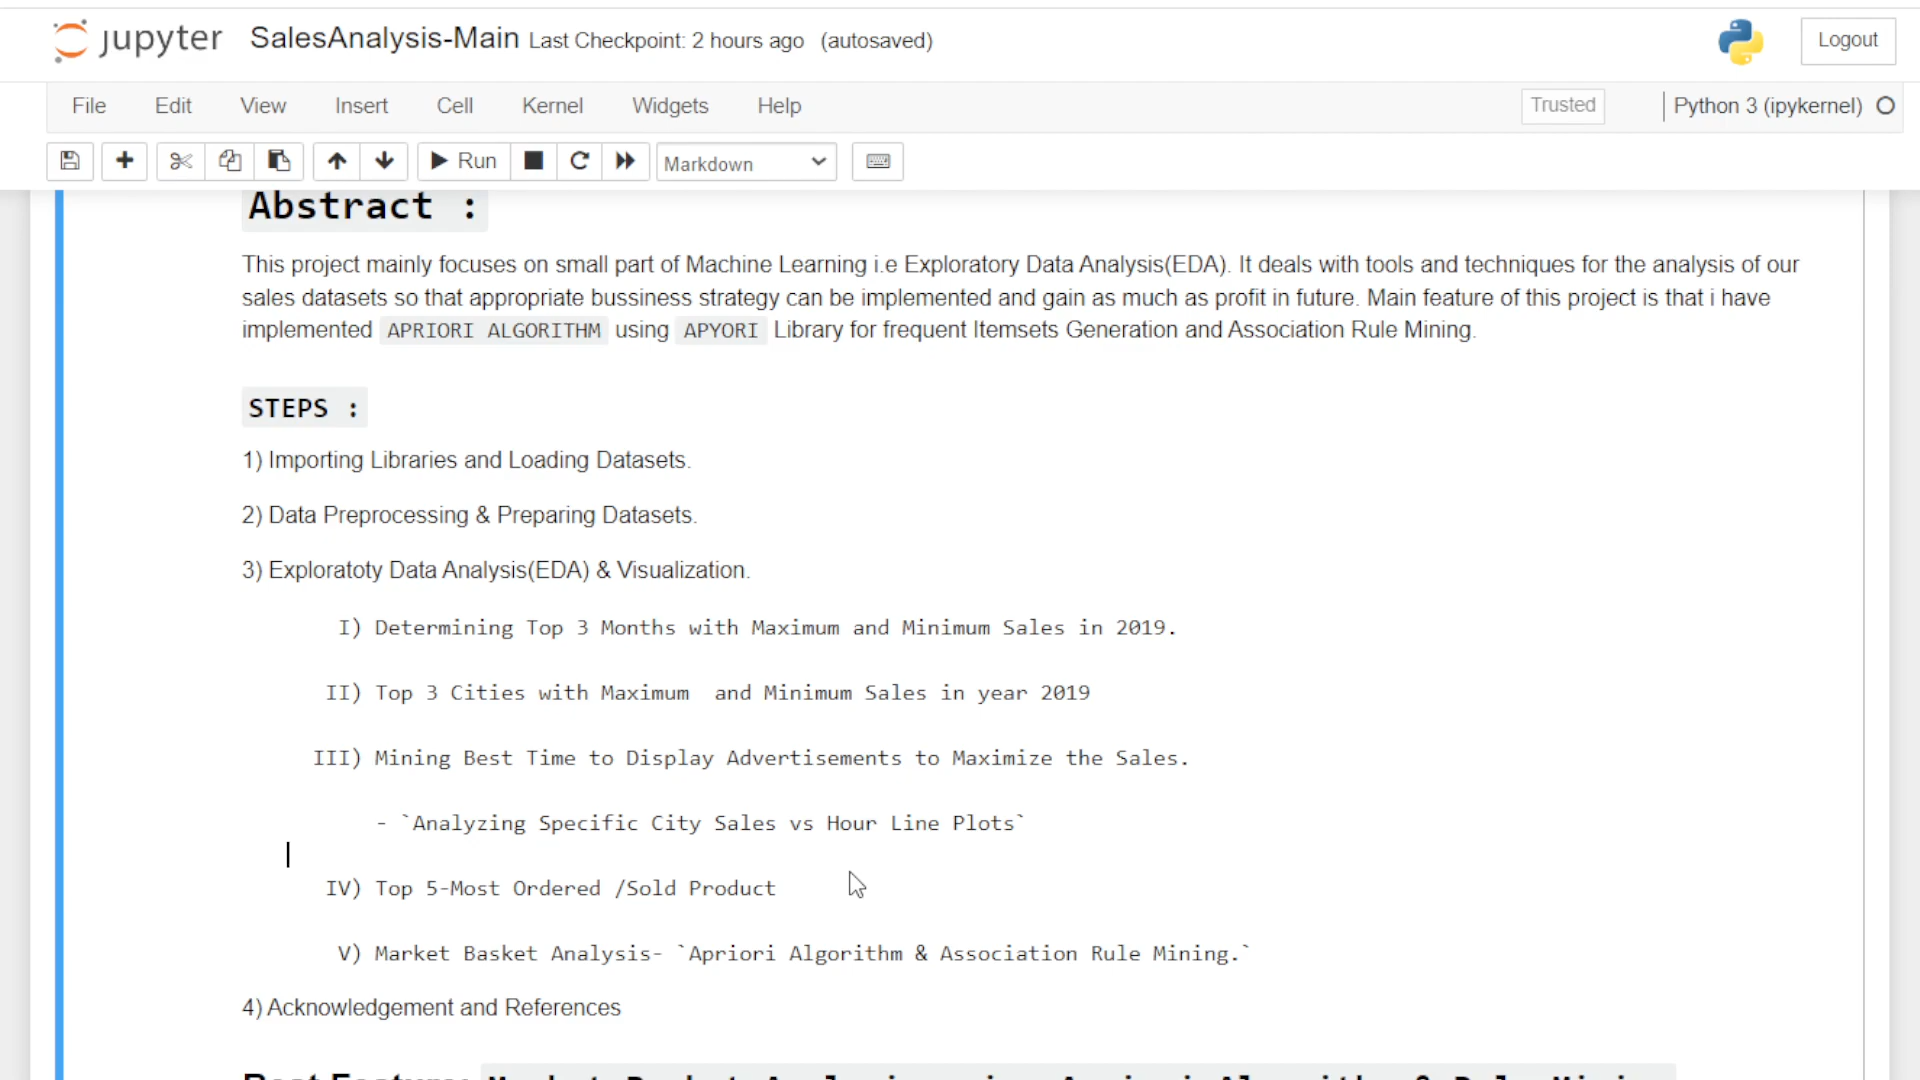 jupyter SalesAnalysis-Main Last Checkpoint: 2 hours ago (autosaved) Logout
File Edit View Insert Cell Kernel Widgets Help Trusted Python 3 (ipykernel)
Run Markdown
Abstract :
This project mainly focuses on small part of Machine Learning i.e Exploratory Data Analysis(EDA). It deals with tools and techniques for the analysis of our
sales datasets so that appropriate bussiness strategy can be implemented and gain as much as profit in future. Main feature of this project is that i have
implemented APRIORI ALGORITHM using APYORI Library for frequent Itemsets Generation and Association Rule Mining.
STEPS :
1) Importing Libraries and Loading Datasets.
2) Data Preprocessing & Preparing Datasets.
3) Exploratoty Data Analysis(EDA) & Visualization.
I) Determining Top 3 Months with Maximum and Minimum Sales in 2019.
II) Top 3 Cities with Maximum  and Minimum Sales in year 2019
III) Mining Best Time to Display Advertisements to Maximize the Sales.
- `Analyzing Specific City Sales vs Hour Line Plots`
IV) Top 5-Most Ordered /Sold Product
V) Market Basket Analysis- `Apriori Algorithm & Association Rule Mining.`
4) Acknowledgement and References